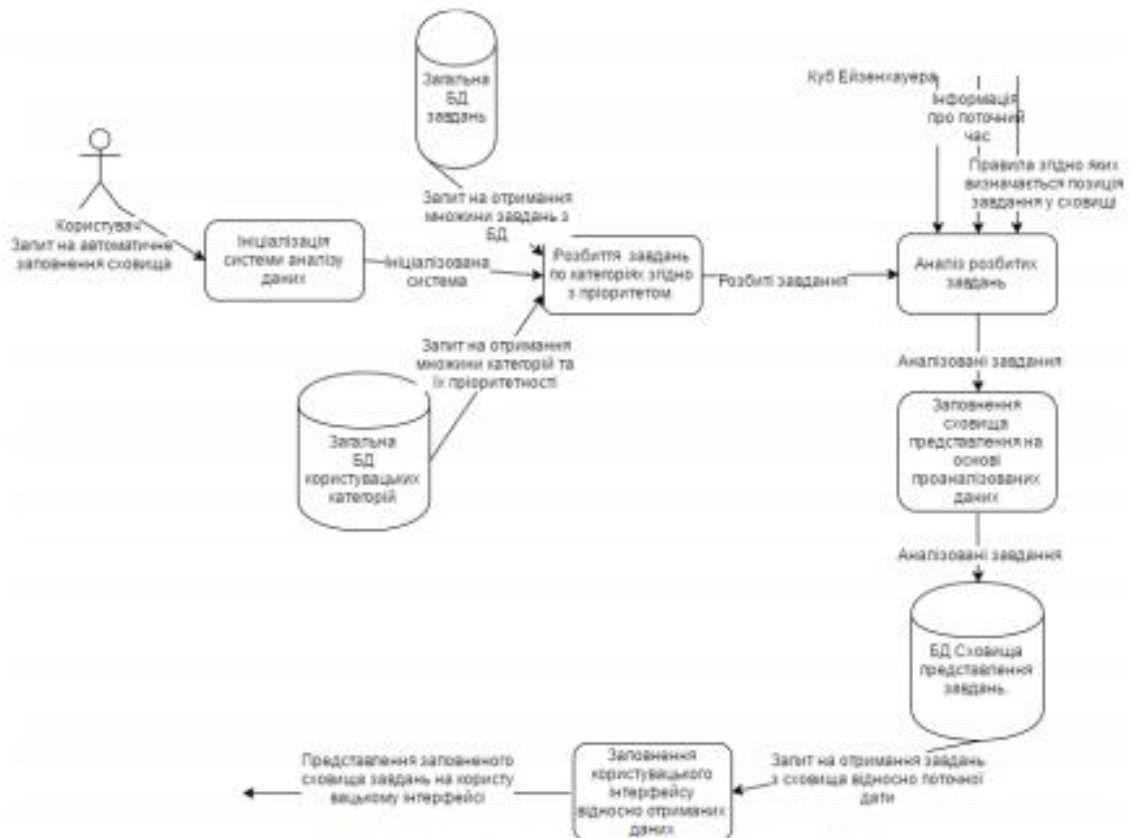 Загальна
БД
завдань
Куб Ейзенхауера
Інформація
про поточний
час
Правила згідно яких
визначається позиція
завдання у сховищі
Запит на отримання
множини завдань з
БД
Користувач
Запит на автоматичне
заповнення сховища
Ініціалізація
системи аналізу
даних
Ініціалізована
система
Розбиття завдань
по категоріях згідно
з пріоритетом.
Розбиті завдання
Аналіз розбитих
завдань
Запит на отримання
множини категорій та
їх пріоритетності
Загальна
БД
користувацьких
категорій
Аналізовані завдання
Заповнення
сховища
представлення на
основі
проаналізованих
даних
Аналізовані завдання
БД Сховища
представлення
завдань.
Запит на отримання завдань
з сховища відносно поточної
дати
Заповнення
користувацького
інтерфейсу
відносно отриманих
даних
Представлення заповненого
сховища завдань на користу
вацькому інтерфейсі